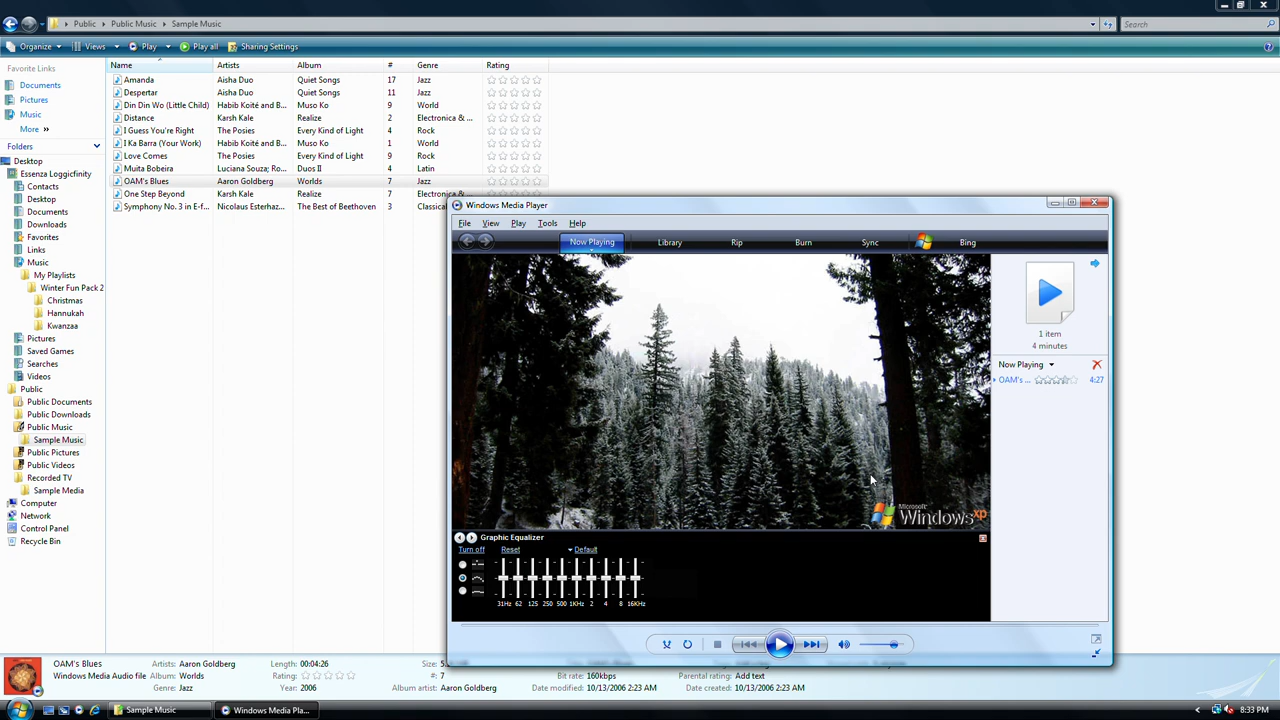 Public Public Music Sample Music Search
Organize Views Play Play all Sharing Settings
Favorite Links
Documents
Pictures
Music
More »
Folders
Desktop
Essenza Loggifinity
Contacts
Desktop
Documents
Downloads
Favorites
Links
Music
My Playlists
Winter Fun Pack 2
Christmas
Hannukah
Kwanzaa
Pictures
Saved Games
Searches
Videos
Public
Public Documents
Public Downloads
Public Music
Sample Music
Public Pictures
Public Videos
Recorded TV
Sample Media
Computer
Network
Control Panel
Recycle Bin
Name Artists Album # Genre Rating
Amanda Aisha Duo Quiet Songs 17 Jazz
Despertar Aisha Duo Quiet Songs 11 Jazz
Din Din Wo (Little Child) Habib Koité and B... Muso Ko 9 World
Distance Karsh Kale Realize 2 Electronica & ...
I Guess You're Right The Posies Every Kind of Light 4 Rock
I Ka Barra (Your Work) Habib Koité and B... Muso Ko 1 World
Love Comes The Posies Every Kind of Light 9 Rock
Muita Bobeira Luciana Souza; Ro... Duos II 4 Latin
OAM's Blues Aaron Goldberg Worlds 7 Jazz
One Step Beyond Karsh Kale Realize 7 Electronica &
Symphony No. 3 in E-f... Nicolaus Esterhaz... The Best of Beethoven 3 Classical
Windows Media Player
File View Play Tools Help
Now Playing Library Rip Burn Sync Bing
1 item
4 minutes
Now Playing
OAM's ... 4:27
Microsoft
Windows xp
Graphic Equalizer
Turn off Reset Default
31Hz 62 125 250 500 1KHz 2 4 8 16KHz
OAM's Blues Artists: Aaron Goldberg Length: 00:04:26 Size:
Windows Media Audio file Album: Worlds Rating: #: 7 Bit rate: 160kbps Parental rating: Add text
Genre: Jazz Year: 2006 Album artist: Aaron Goldberg Date modified: 10/13/2006 2:23 AM Date created: 10/13/2006 2:23 AM
Sample Music Windows Media Pla... 8:33 PM